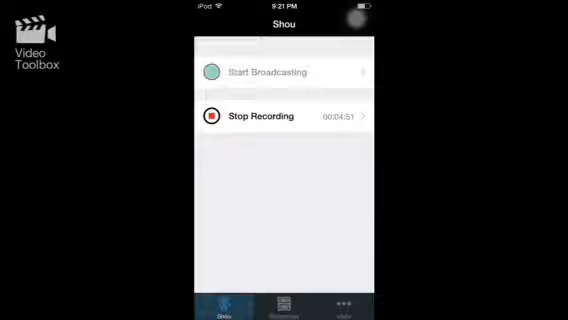 Video
Toolbox
iPod
9:21 PM
Shou
Start Broadcasting
Stop Recording
00:04:51
Shou